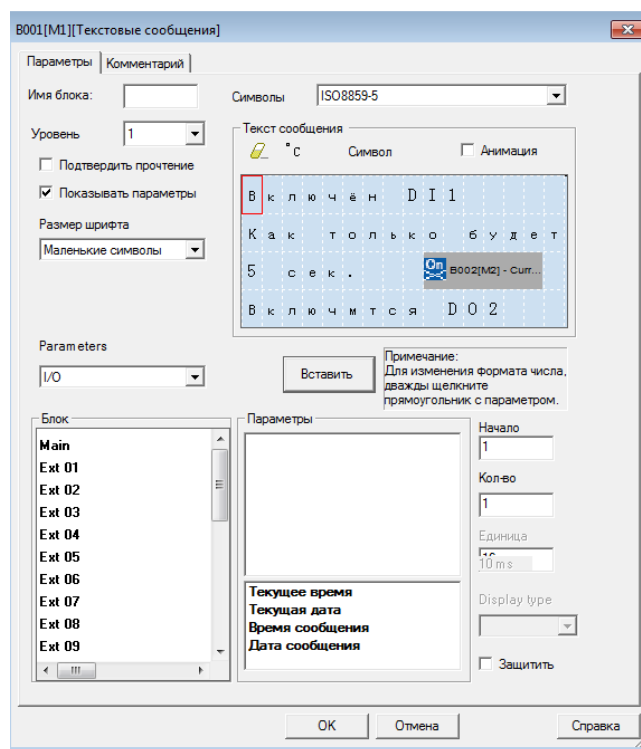 B001[M1][Текстовые сообщения]
Параметры Комментарий
Имя блока:
Символы ISO8859-5
Уровень 1
Текст сообщения
°C Символ Анимация
Подтвердить прочтение
Показывать параметры
Размер шрифта
Маленькие символы
Включён DI1
Как только будет
5 сек. On B002[M2] - Curr...
Включмтся DO2
Parameters
I/O
Вставить
Примечание:
Для изменения формата числа,
дважды щелкните
прямоугольник с параметром.
Блок
Main
Ext 01
Ext 02
Ext 03
Ext 04
Ext 05
Ext 06
Ext 07
Ext 08
Ext 09
Параметры
Текущее время
Текущая дата
Время сообщения
Дата сообщения
Начало
1
Кол-во
1
Единица
10 ms
Display type
Защитить
OK Отмена Справка